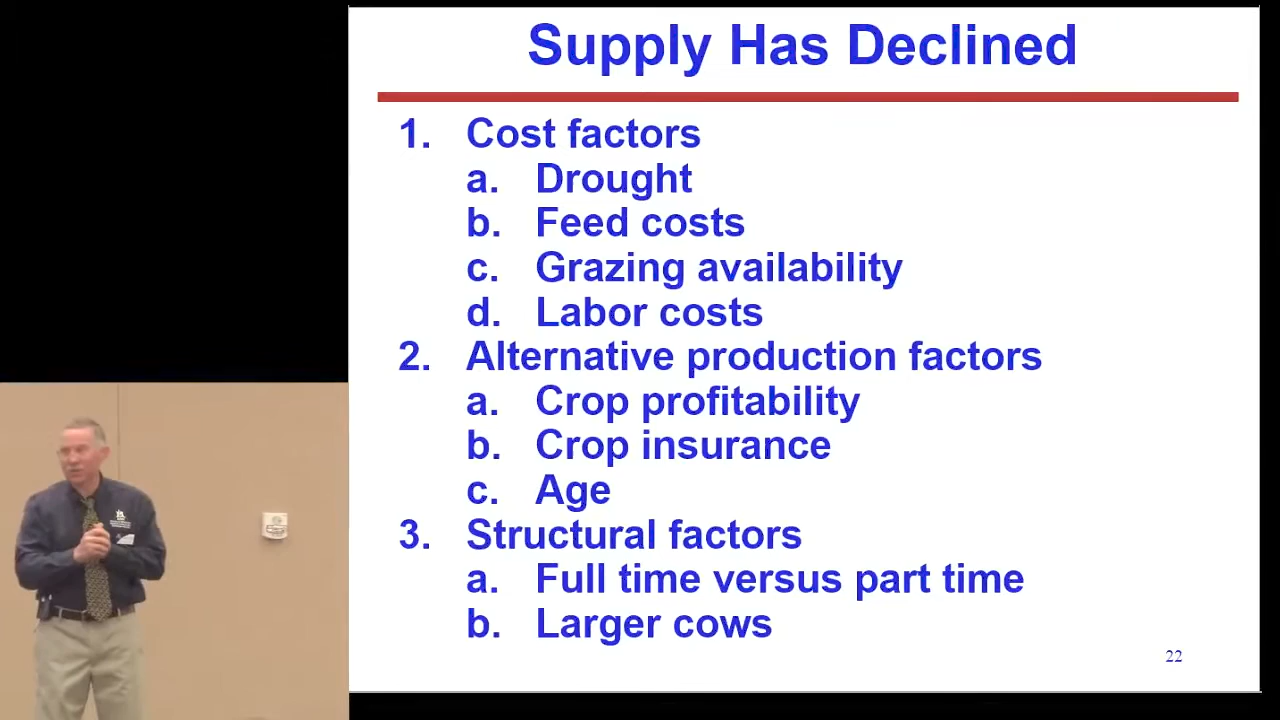 Supply Has Declined
1. Cost factors
a. Drought
b. Feed costs
c. Grazing availability
d. Labor costs
2. Alternative production factors
a. Crop profitability
b. Crop insurance
c. Age
3. Structural factors
a. Full time versus part time
b. Larger cows
22